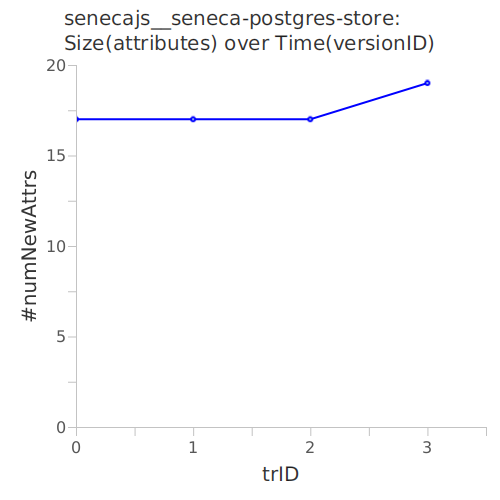 senecajs__seneca-postgres-store:
Size(attributes) over Time(versionID)
20
15
10
5
0
#numNewAttrs
0 1 2 3
trID